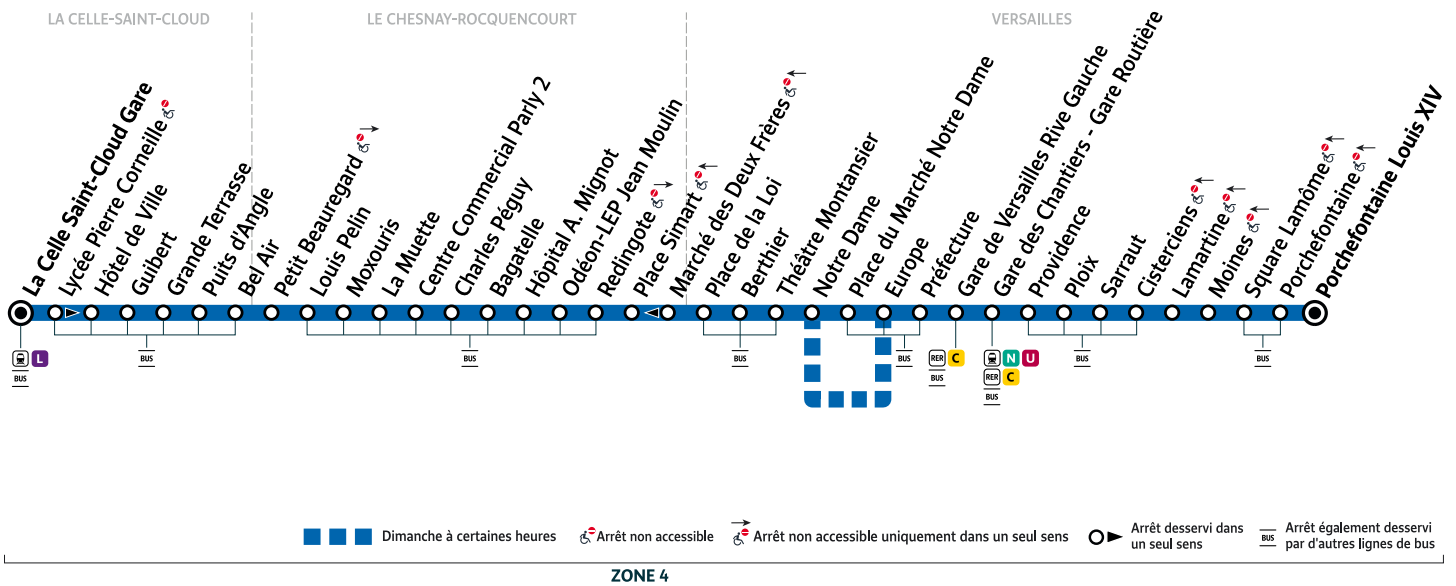 LA CELLE-SAINT-CLOUD
LE CHESNAY-ROCQUENCOURT
VERSAILLES
La Celle Saint-Cloud Gare
Lycée Pierre Corneille
Hôtel de Ville
Guibert
Grande Terrasse
Puits d'Angle
Bel Air
Petit Beauregard
Louis Pelin
Moxouris
La Muette
Centre Commercial Parly 2
Charles Péguy
Bagatelle
Hôpital A. Mignot
Odéon-LEP Jean Moulin
Redingote
Place Simart
Marché des Deux Frères
Place de la Loi
Berthier
Théâtre Montansier
Notre Dame
Place du Marché Notre Dame
Europe
Préfecture
Gare de Versailles Rive Gauche
Gare des Chantiers - Gare Routière
Providence
Ploix
Sarraut
Cisterciens
Lamartine
Moines
Square Lamôme
Porchefontaine
Porchefontaine Louis XIV
L
BUS
BUS
BUS
BUS
BUS
RER C
BUS
N U
RER C
BUS
BUS
BUS
Dimanche à certaines heures
Arrêt non accessible
Arrêt non accessible uniquement dans un seul sens
Arrêt desservi dans
un seul sens
BUS
Arrêt également desservi
par d'autres lignes de bus
ZONE 4